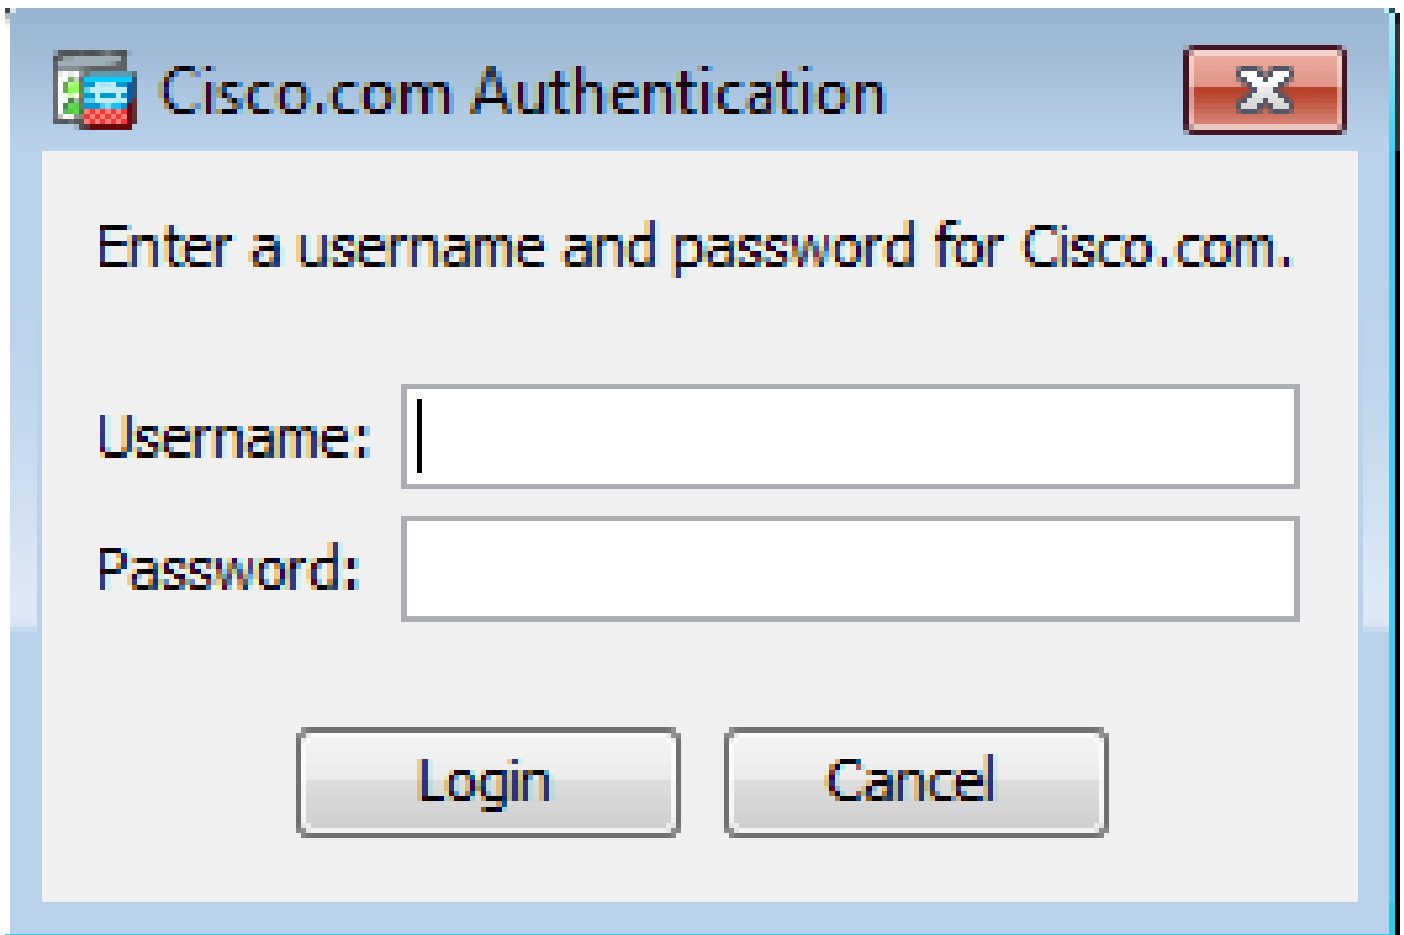 Cisco.com Authentication
Enter a username and password for Cisco.com.
Username:
Password:
Login Cancel